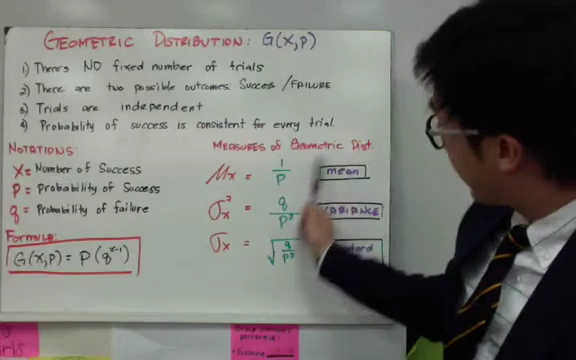 GEOMETRIC DISTRIBUTION: G(X,P)
1) There's NO fixed number of trials
2) There are two possible outcomes: SUCCESS / FAILURE
3) Trials are independent
4) Probability of success is consistent for every trial.
NOTATIONS:
X = Number of Success
P = Probability of Success
q = Probability of failure
Formula:
G(X,P) = P(q^(x-1))
MEASURES of Geometric Dist.
μx = 1/P mean
σx² = q/P² VARIANCE
σx = √(q/P²)